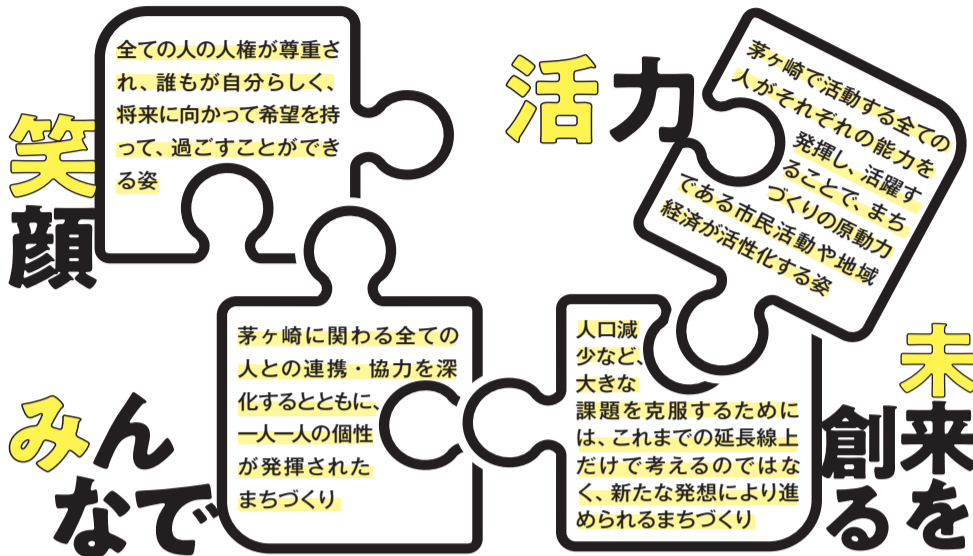 笑顔
全ての人の人権が尊重さ
れ、誰もが自分らしく、
将来に向かって希望を持
って、過ごすことができ
る姿
活力
茅ヶ崎で活動する全ての
人がそれぞれの能力を
発揮し、活躍す
ることで、まち
づくりの原動力
である市民活動や地域
経済が活性化する姿
みん
なで
茅ヶ崎に関わる全ての
人との連携・協力を深
化するとともに、
一人一人の個性
が発揮された
まちづくり
未来を
創る
人口減
少など、
大きな
課題を克服するために
は、これまでの延長線上
だけで考えるのではな
く、新たな発想により進
められるまちづくり